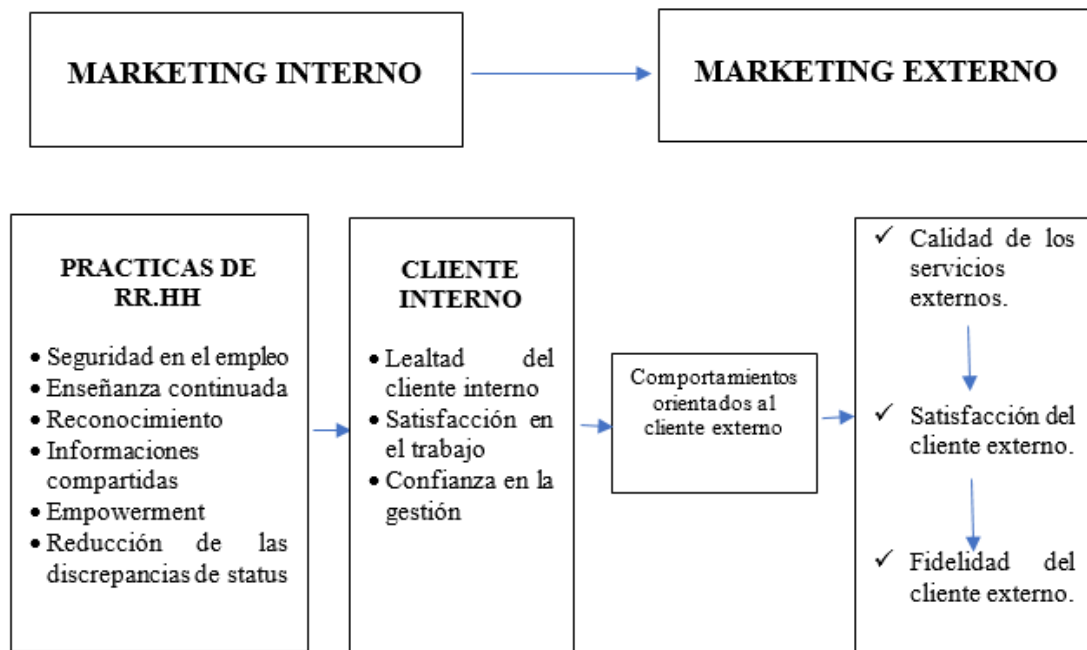 MARKETING INTERNO
MARKETING EXTERNO
PRACTICAS DE
RR.HH
• Seguridad en el empleo
• Enseñanza continuada
• Reconocimiento
• Informaciones
compartidas
• Empowerment
• Reducción de las
discrepancias de status
CLIENTE
INTERNO
• Lealtad del
cliente interno
• Satisfacción en
el trabajo
• Confianza en la
gestión
Comportamientos
orientados al
cliente externo
✓ Calidad de los
servicios
externos.
✓ Satisfacción del
cliente externo.
✓ Fidelidad del
cliente externo.